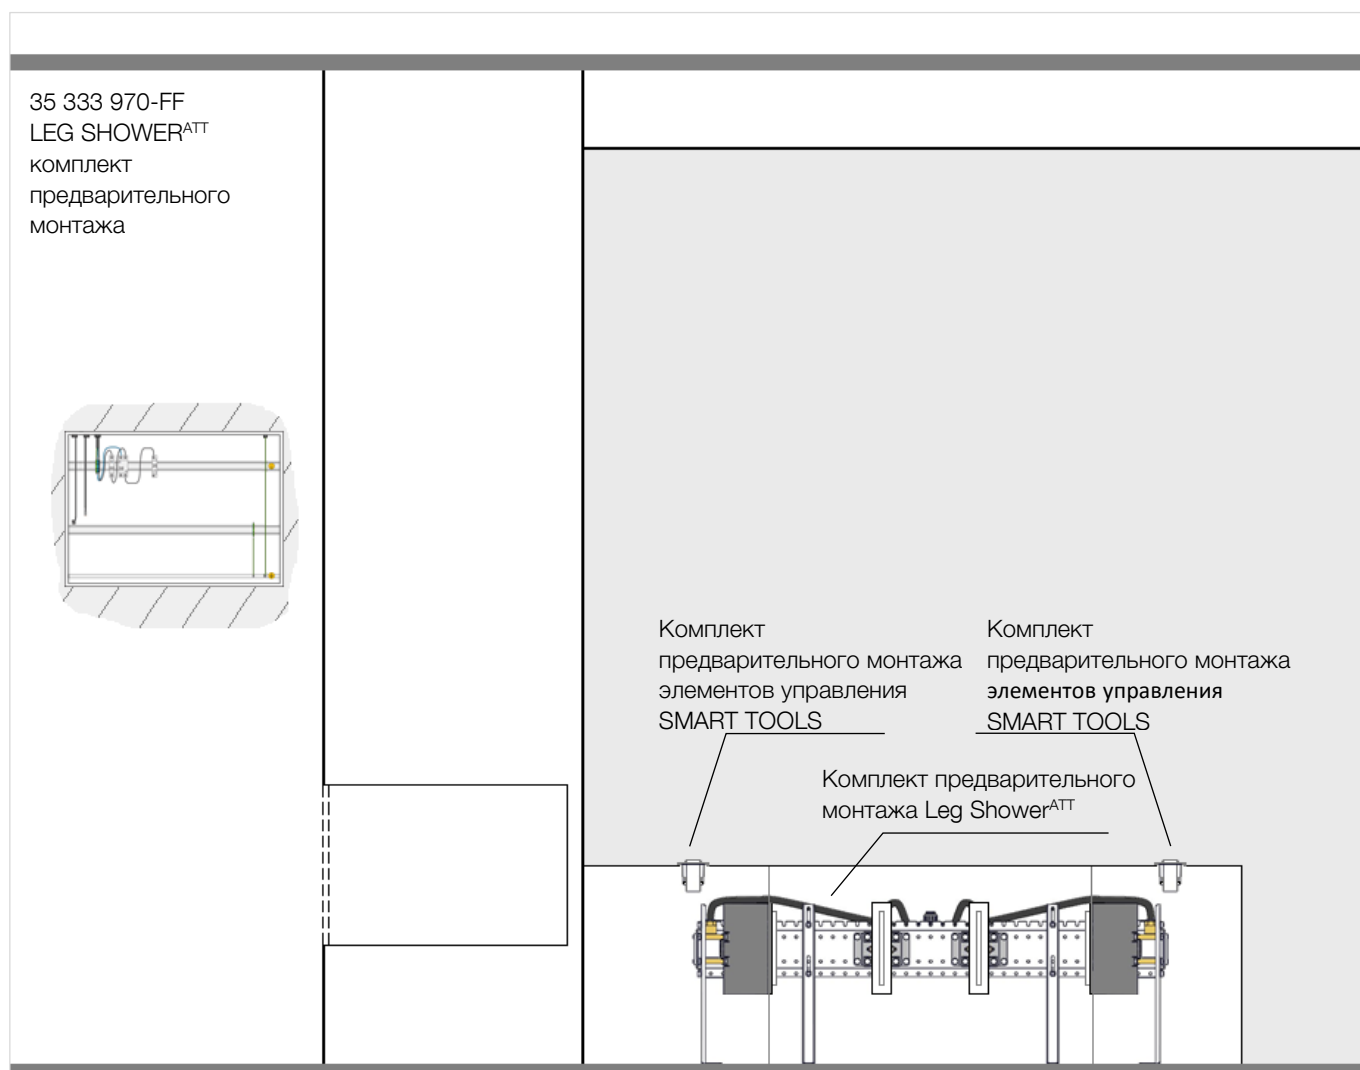 35 333 970-FF
LEG SHOWERᴬᵀᵀ
комплект
предварительного
монтажа
Комплект
предварительного монтажа
элементов управления
SMART TOOLS
Комплект
предварительного монтажа
элементов управления
SMART TOOLS
Комплект предварительного
монтажа Leg Showerᴬᵀᵀ